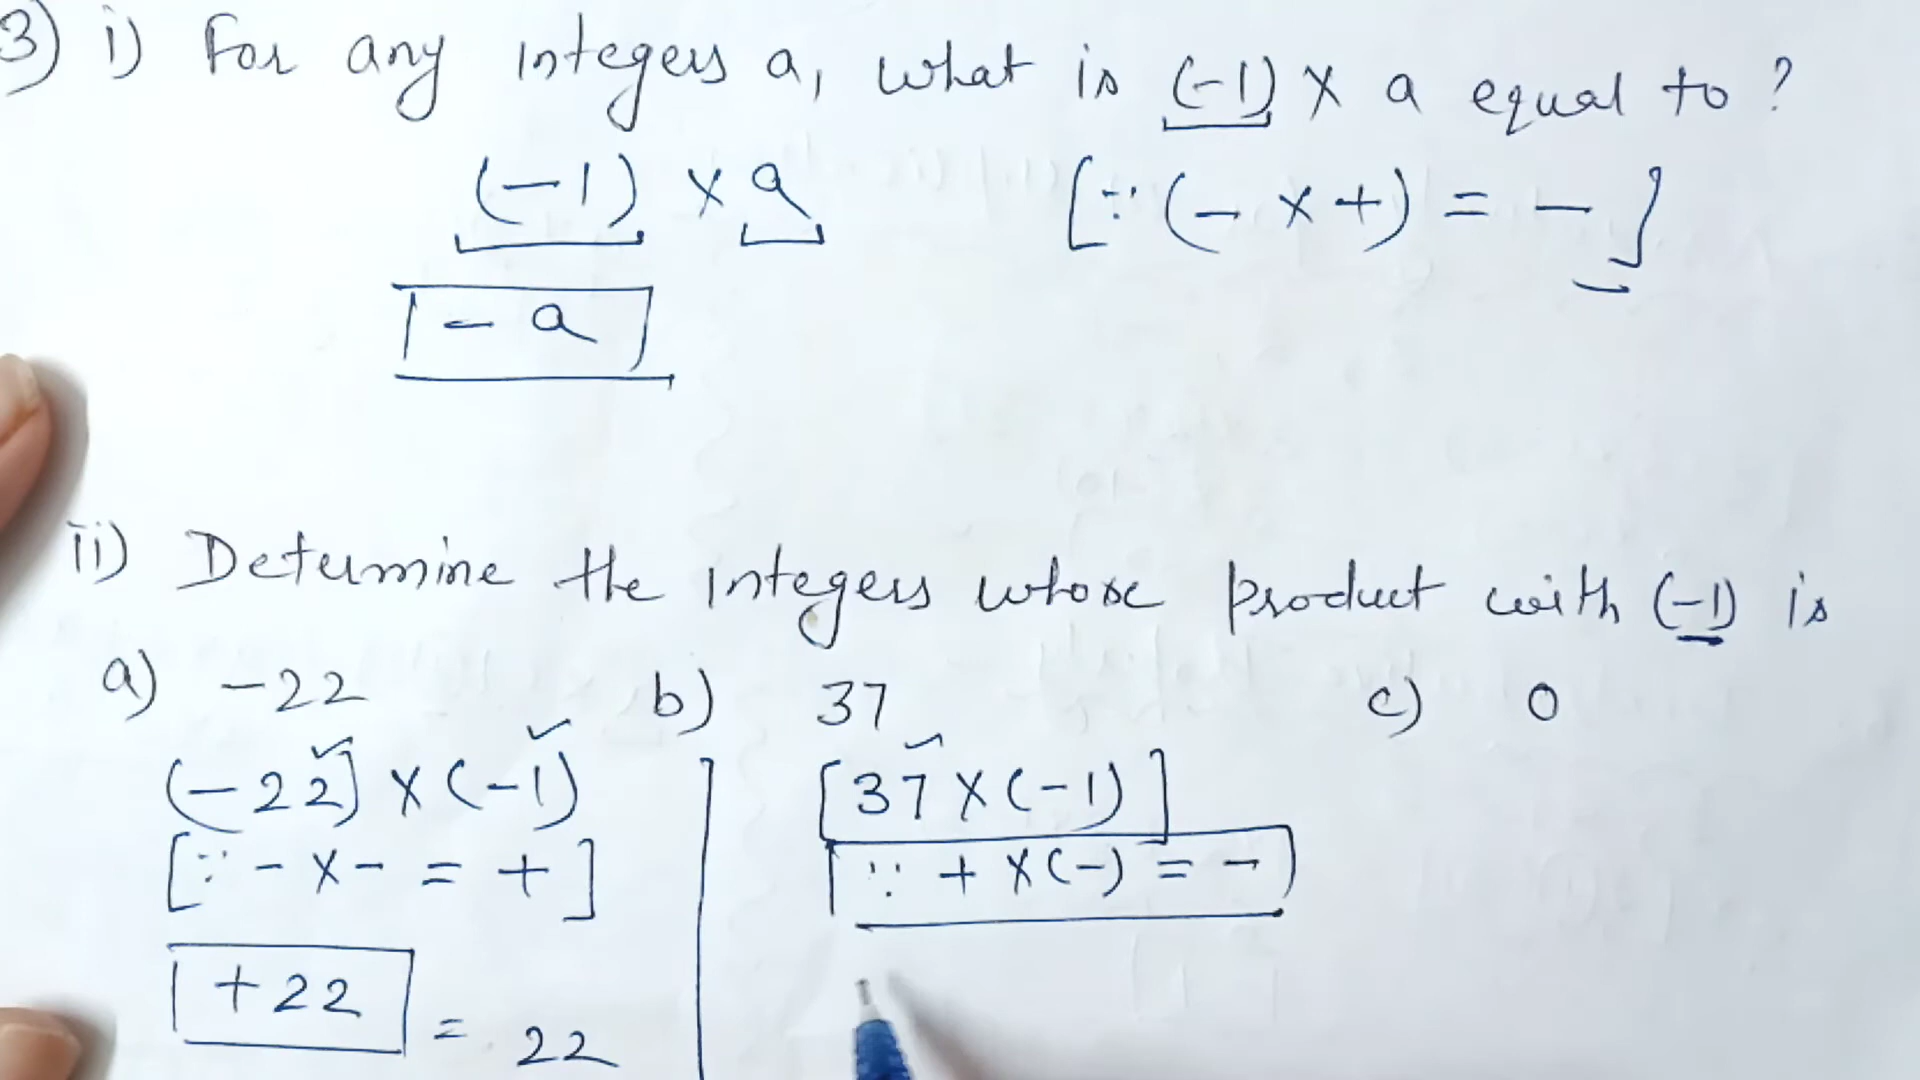 3) i) For any integers a, what is (-1) × a equal to?
(-1) × a [∵ (- × +) = -]
- a
ii) Determine the integers whose product with (-1) is
a) -22 b) 37 c) 0
(-22] × (-1) [37 × (-1)]
[∵ - × - = +] ∵ + × (-) = -
+22 = 22